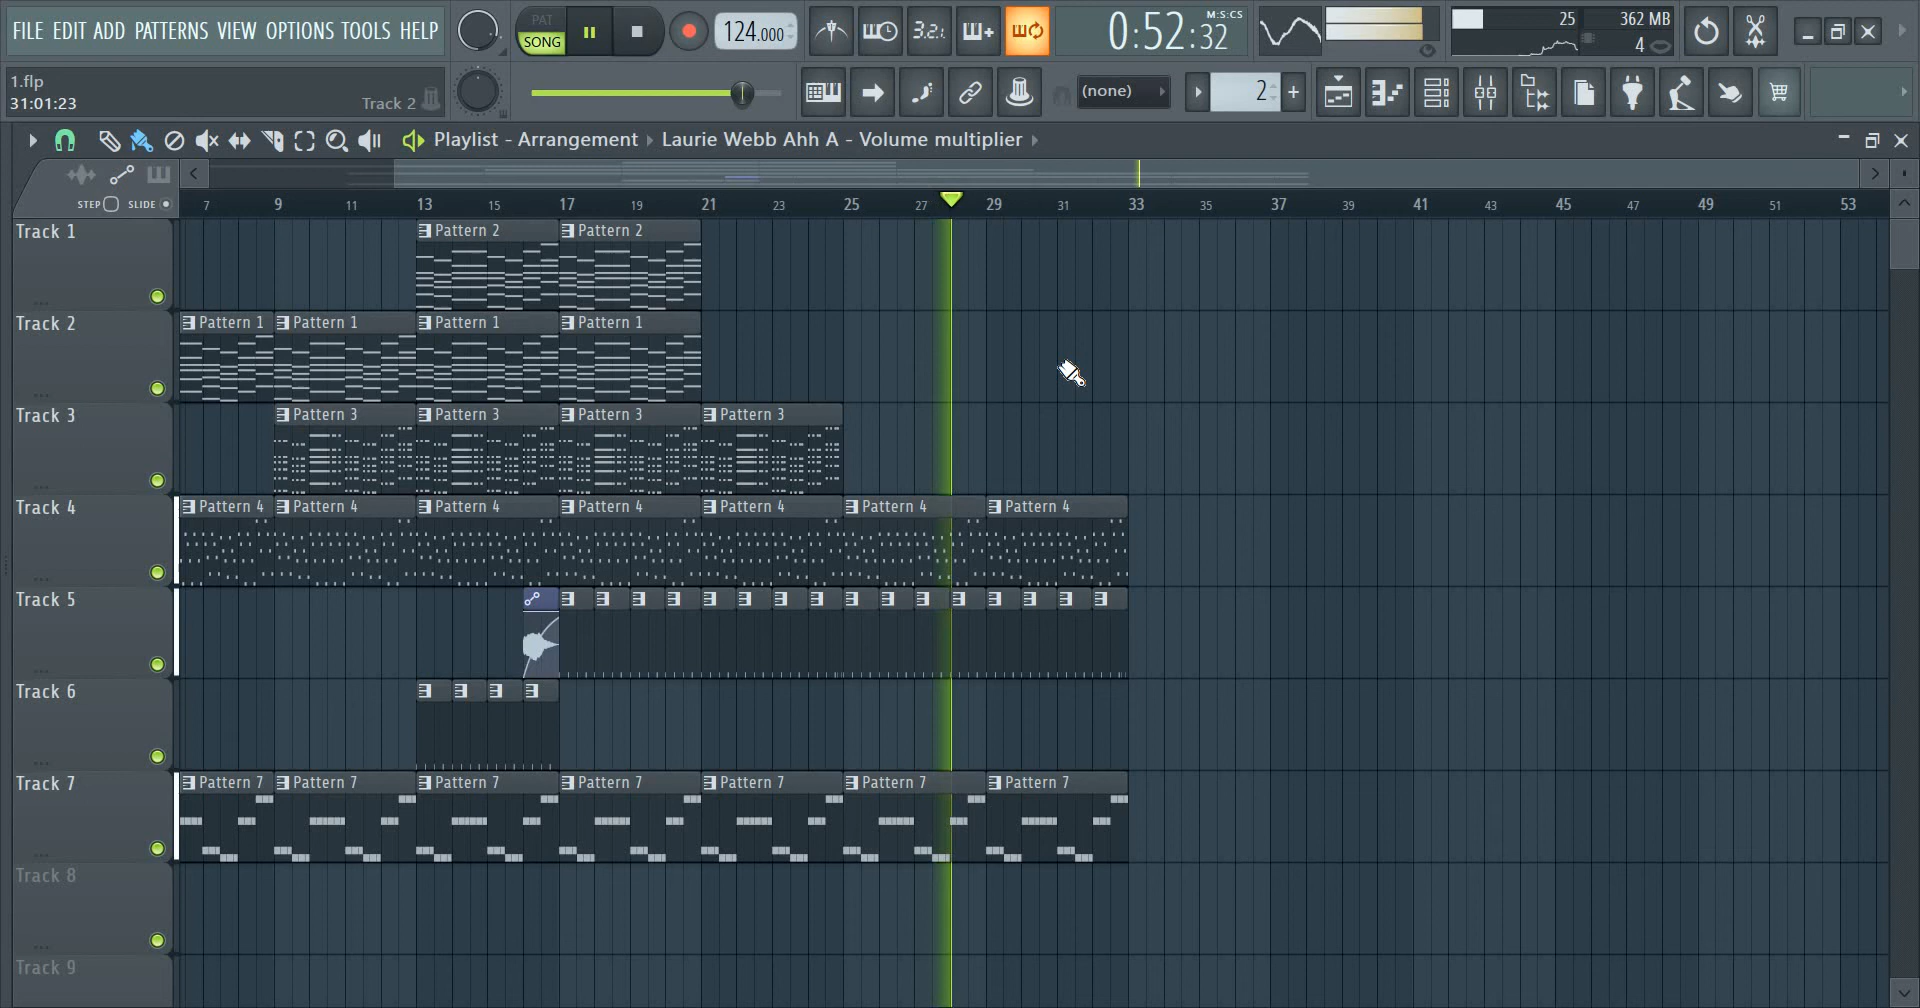 FILE EDIT ADD PATTERNS VIEW OPTIONS TOOLS HELP
PAT
SONG
124.000
3.2.1.
0:52:32
M:S:CS
25
362 MB
4
1.flp
31:01:23
Track 2
(none)
2
Playlist - Arrangement Laurie Webb Ahh A - Volume multiplier
STEP SLIDE
7 9 11 13 15 17 19 21 23 25 27 29 31 33 35 37 39 41 43 45 47 49 51 53
Track 1
Pattern 2 Pattern 2
Track 2
Pattern 1 Pattern 1 Pattern 1 Pattern 1
Track 3
Pattern 3 Pattern 3 Pattern 3 Pattern 3
Track 4
Pattern 4 Pattern 4 Pattern 4 Pattern 4 Pattern 4 Pattern 4 Pattern 4
Track 5
Track 6
Track 7
Pattern 7 Pattern 7 Pattern 7 Pattern 7 Pattern 7 Pattern 7 Pattern 7
Track 8
Track 9